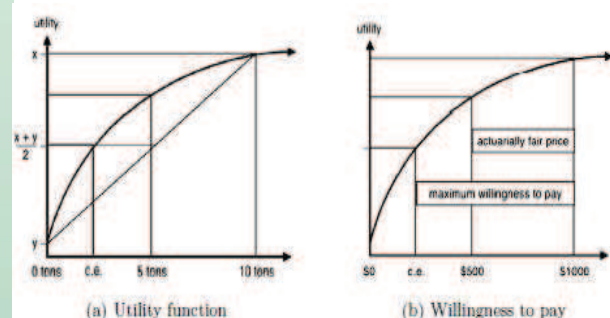 utility
x
x + y
2
y
0 tons
c.e.
5 tons
10 tons
(a) Utility function
utility
actuarially fair price
maximum willingness to pay
$0
c.e.
$500
$1000
(b) Willingness to pay